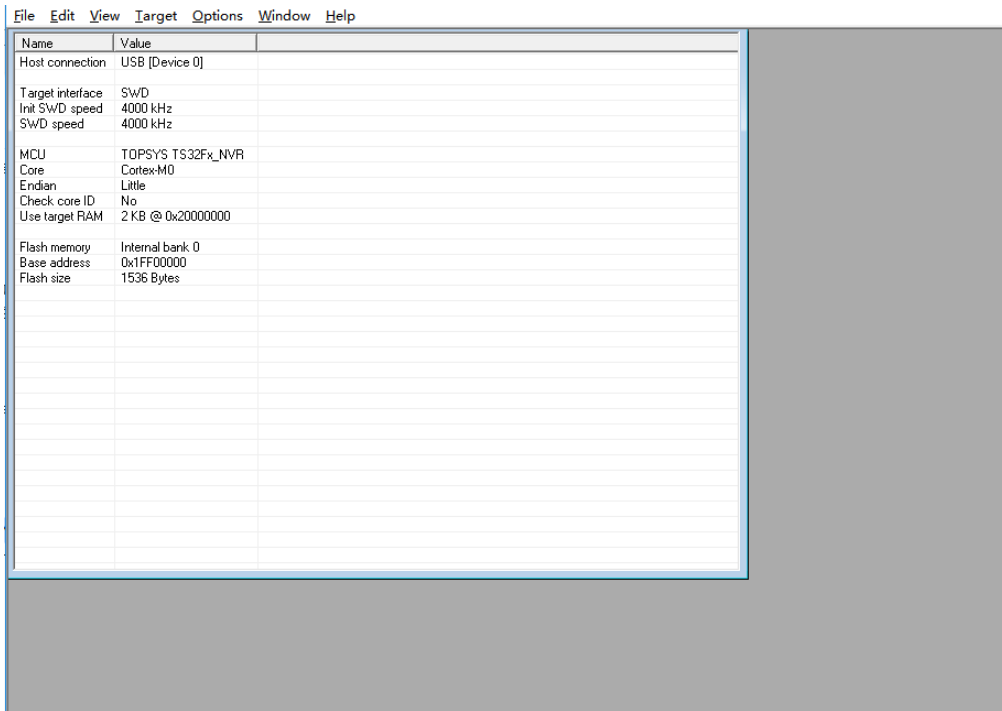 File Edit View Target Options Window Help
Name Value
Host connection USB [Device 0]
Target interface SWD
Init SWD speed 4000 kHz
SWD speed 4000 kHz
MCU TOPSYS TS32Fx_NVR
Core Cortex-M0
Endian Little
Check core ID No
Use target RAM 2 KB @ 0x20000000
Flash memory Internal bank 0
Base address 0x1FF00000
Flash size 1536 Bytes